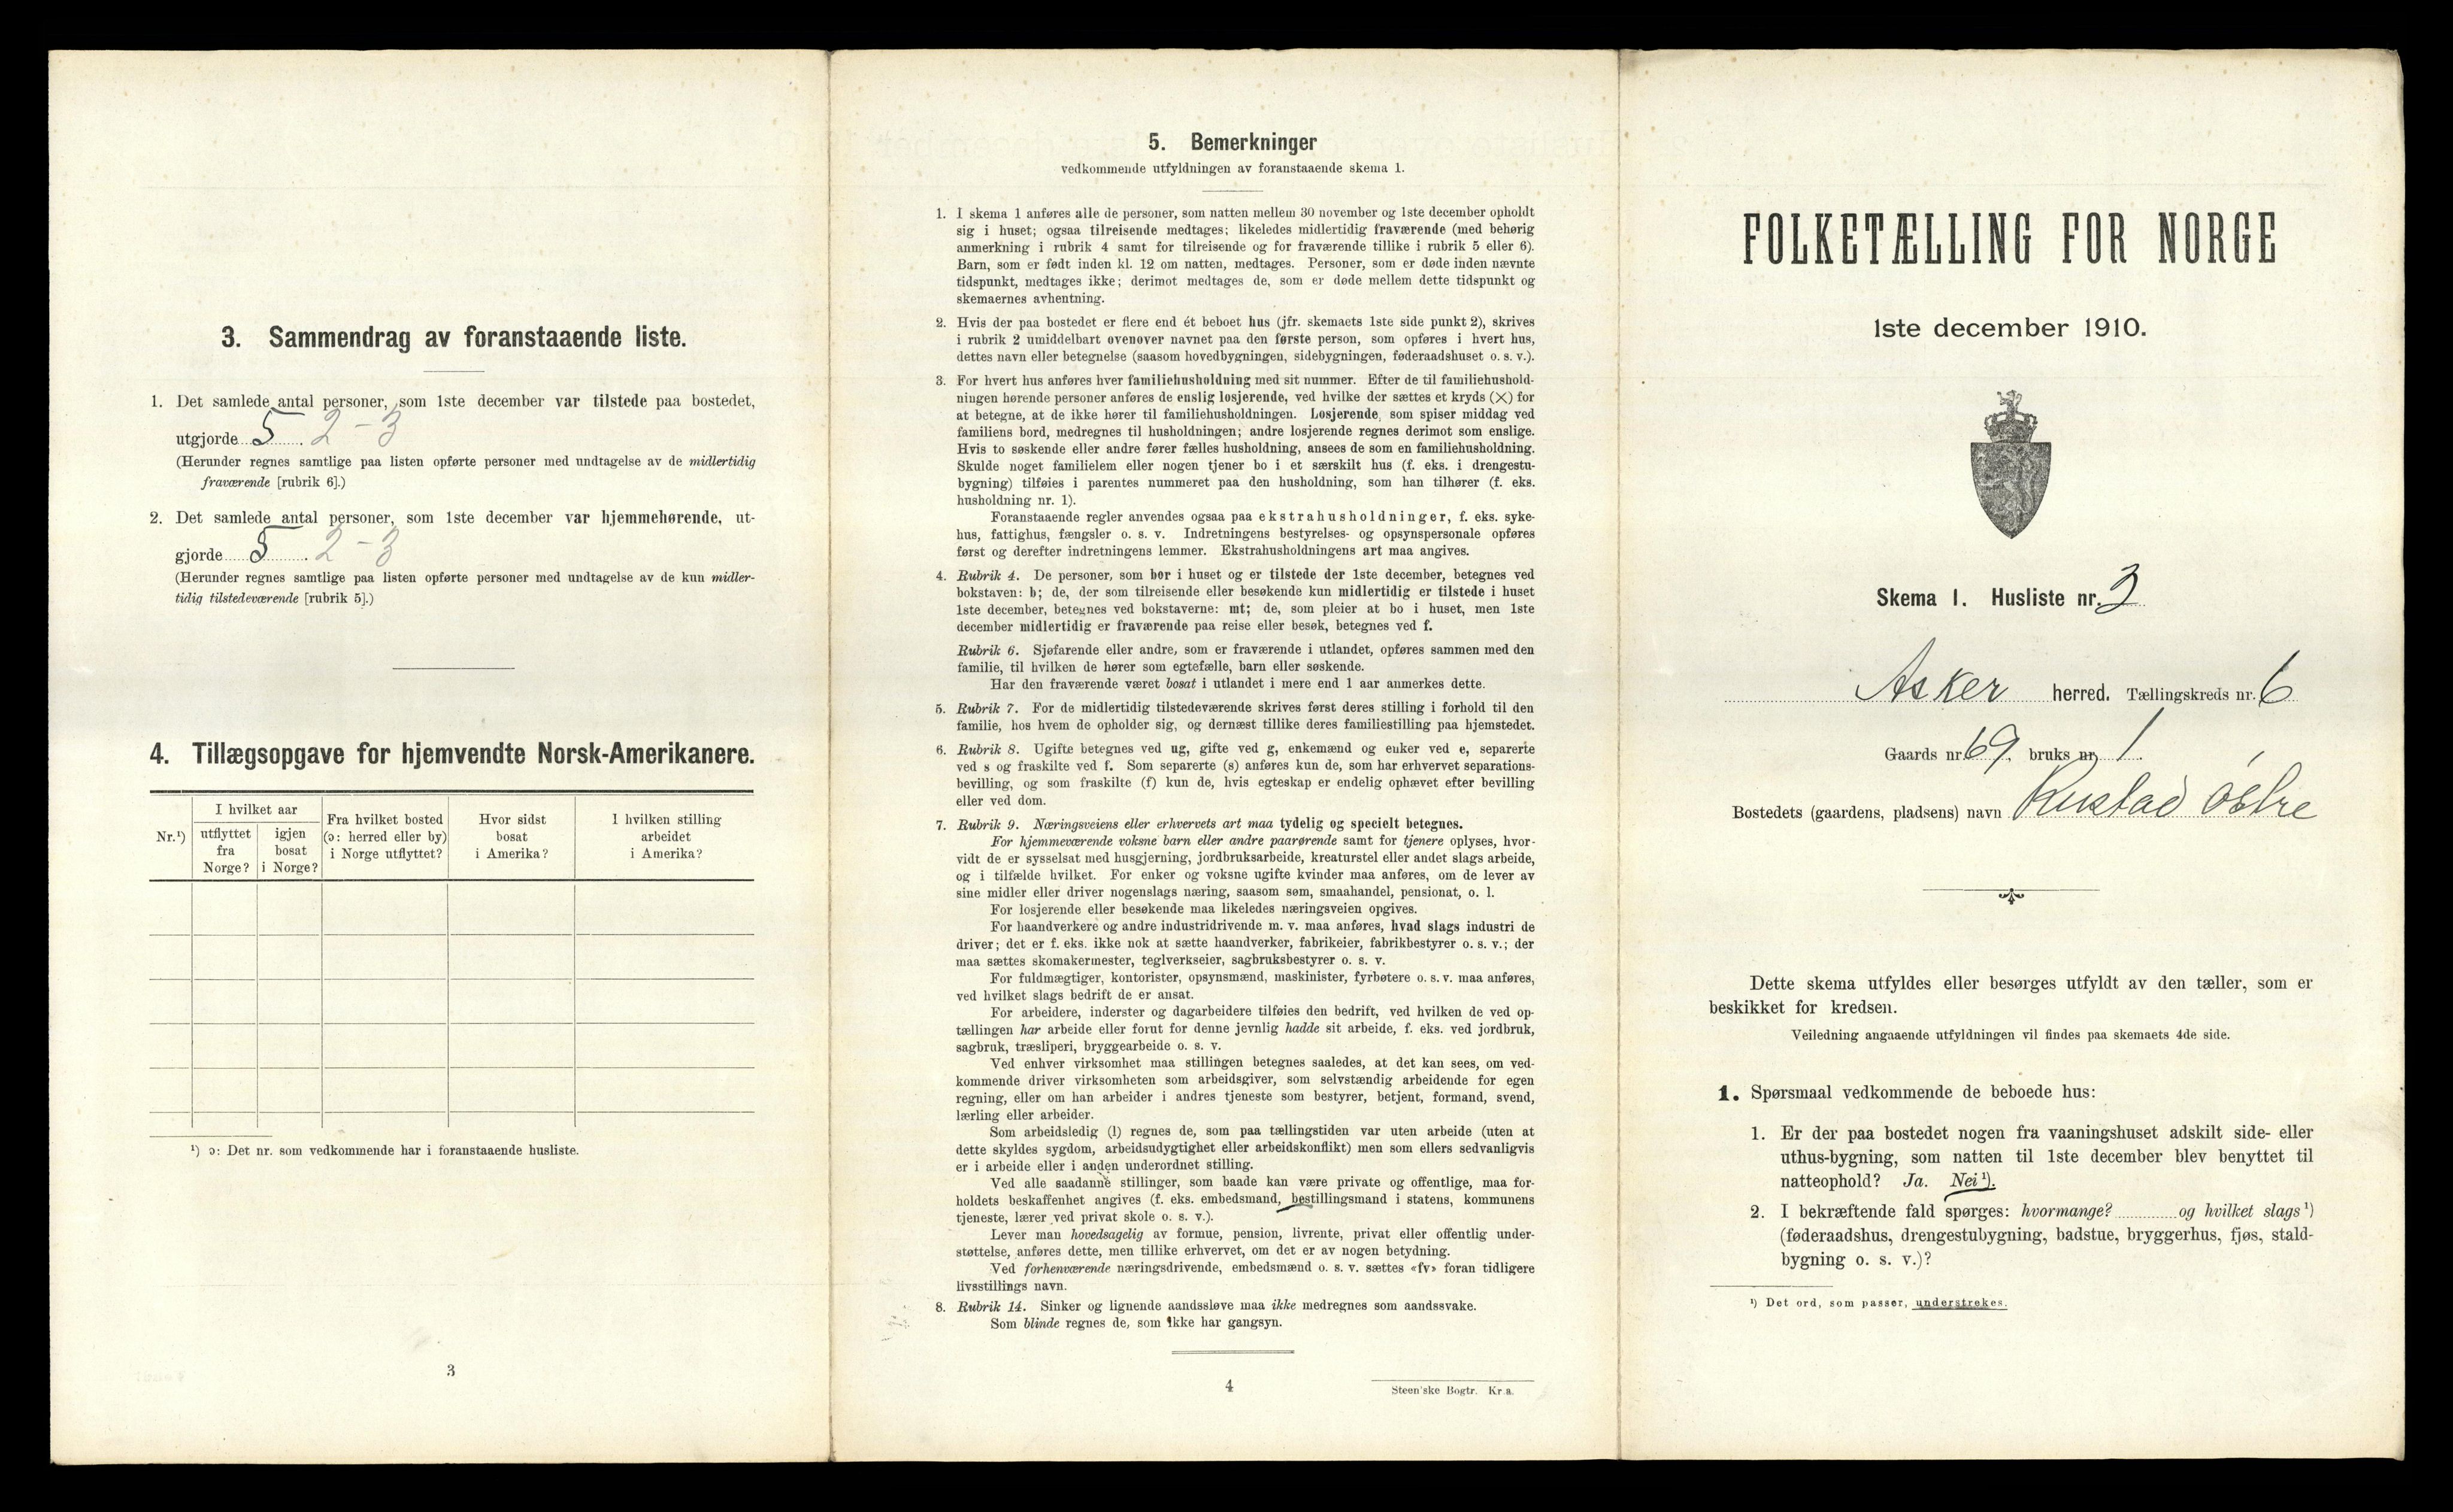 3. Sammendrag av foranstaaende liste.
1. Det samlede antal personer, som 1ste december var tilstede paa bostedet,
utgjorde 5. 2-3
(Herunder regnes samtlige paa listen opførte personer med undtagelse av de midlertidig
fraværende [rubrik 6].)
2. Det samlede antal personer, som 1ste december var hjemmehørende, ut-
gjorde 5. 2-3
(Herunder regnes samtlige paa listen opførte personer med undtagelse av de kun midler-
tidig tilstedeværende [rubrik 5].)
4. Tillægsopgave for hjemvendte Norsk-Amerikanere.
Nr.¹)
I hvilket aar
utflyttet
fra
Norge?
igjen
bosat
i Norge?
Fra hvilket bosted
(ɔ: herred eller by)
i Norge utflyttet?
Hvor sidst
bosat
i Amerika?
I hvilken stilling
arbeidet
i Amerika?
¹) ɔ: Det nr. som vedkommende har i foranstaaende husliste.
3
5. Bemerkninger
vedkommende utfyldningen av foranstaaende skema 1.
1. I skema 1 anføres alle de personer, som natten mellem 30 november og 1ste december opholdt
sig i huset; ogsaa tilreisende medtages; likeledes midlertidig fraværende (med behørig
anmerkning i rubrik 4 samt for tilreisende og for fraværende tillike i rubrik 5 eller 6).
Barn, som er født inden kl. 12 om natten, medtages. Personer, som er døde inden nævnte
tidspunkt, medtages ikke; derimot medtages de, som er døde mellem dette tidspunkt og
skemaernes avhentning.
2. Hvis der paa bostedet er flere end ét beboet hus (jfr. skemaets 1ste side punkt 2), skrives
i rubrik 2 umiddelbart ovenover navnet paa den første person, som opføres i hvert hus,
dettes navn eller betegnelse (saasom hovedbygningen, sidebygningen, føderaadshuset o. s. v.).
3. For hvert hus anføres hver familiehusholdning med sit nummer. Efter de til familiehushold-
ningen hørende personer anføres de enslig losjerende, ved hvilke der sættes et kryds (×) for
at betegne, at de ikke hører til familiehusholdningen. Losjerende, som spiser middag ved
familiens bord, medregnes til husholdningen; andre losjerende regnes derimot som enslige.
Hvis to søskende eller andre fører fælles husholdning, ansees de som en familiehusholdning.
Skulde noget familielem eller nogen tjener bo i et særskilt hus (f. eks. i drengestu-
bygning) tilføies i parentes nummeret paa den husholdning, som han tilhører (f. eks.
husholdning nr. 1).
Foranstaaende regler anvendes ogsaa paa ekstrahusholdninger, f. eks. syke-
hus, fattighus, fængsler o. s. v. Indretningens bestyrelses- og opsynspersonale opføres
først og derefter indretningens lemmer. Ekstrahusholdningens art maa angives.
4. Rubrik 4. De personer, som bor i huset og er tilstede der 1ste december, betegnes ved
bokstaven: b; de, der som tilreisende eller besøkende kun midlertidig er tilstede i huset
1ste december, betegnes ved bokstaverne: mt; de, som pleier at bo i huset, men 1ste
december midlertidig er fraværende paa reise eller besøk, betegnes ved f.
Rubrik 6. Sjøfarende eller andre, som er fraværende i utlandet, opføres sammen med den
familie, til hvilken de hører som egtefælle, barn eller søskende.
Har den fraværende været bosat i utlandet i mere end 1 aar anmerkes dette.
5. Rubrik 7. For de midlertidig tilstedeværende skrives først deres stilling i forhold til den
familie, hos hvem de opholder sig, og dernæst tillike deres familiestilling paa hjemstedet.
6. Rubrik 8. Ugifte betegnes ved ug, gifte ved g, enkemænd og enker ved e, separerte
ved s og fraskilte ved f. Som separerte (s) anføres kun de, som har erhvervet separations-
bevilling, og som fraskilte (f) kun de, hvis egteskap er endelig ophævet efter bevilling
eller ved dom.
7. Rubrik 9. Næringsveiens eller erhvervets art maa tydelig og specielt betegnes.
For hjemmeværende voksne barn eller andre paarørende samt for tjenere oplyses, hvor-
vidt de er sysselsat med husgjerning, jordbruksarbeide, kreaturstel eller andet slags arbeide,
og i tilfælde hvilket. For enker og voksne ugifte kvinder maa anføres, om de lever av
sine midler eller driver nogenslags næring, saasom søm, smaahandel, pensionat, o. l.
For losjerende eller besøkende maa likeledes næringsveien opgives.
For haandverkere og andre industridrivende m. v. maa anføres, hvad slags industri de
driver; det er f. eks. ikke nok at sætte haandverker, fabrikeier, fabrikbestyrer o. s. v.; der
maa sættes skomakermester, teglverkseier, sagbruksbestyrer o. s. v.
For fuldmægtiger, kontorister, opsynsmænd, maskinister, fyrbøtere o. s. v. maa anføres,
ved hvilket slags bedrift de er ansat.
For arbeidere, inderster og dagarbeidere tilføies den bedrift, ved hvilken de ved op-
tællingen har arbeide eller forut for denne jevnlig hadde sit arbeide, f. eks. ved jordbruk,
sagbruk, træsliperi, bryggearbeide o. s. v.
Ved enhver virksomhet maa stillingen betegnes saaledes, at det kan sees, om ved-
kommende driver virksomheten som arbeidsgiver, som selvstændig arbeidende for egen
regning, eller om han arbeider i andres tjeneste som bestyrer, betjent, formand, svend,
lærling eller arbeider.
Som arbeidsledig (l) regnes de, som paa tællingstiden var uten arbeide (uten at
dette skyldes sygdom, arbeidsudygtighet eller arbeidskonflikt) men som ellers sedvanligvis
er i arbeide eller i anden underordnet stilling.
Ved alle saadanne stillinger, som baade kan være private og offentlige, maa for-
holdets beskaffenhet angives (f. eks. embedsmand, bestillingsmand i statens, kommunens
tjeneste, lærer ved privat skole o. s. v.).
Lever man hovedsagelig av formue, pension, livrente, privat eller offentlig under-
støttelse, anføres dette, men tillike erhvervet, om det er av nogen betydning.
Ved forhenværende næringsdrivende, embedsmænd o. s. v. sættes «fv» foran tidligere
livsstillings navn.
8. Rubrik 14. Sinker og lignende aandssløve maa ikke medregnes som aandssvake.
Som blinde regnes de, som ikke har gangsyn.
4
Steen'ske Bogtr. Kr.a.
FOLKETÆLLING FOR NORGE
1ste december 1910.
Skema 1. Husliste nr. 3
Asker herred. Tællingskreds nr. 6
Gaards nr. 69, bruks nr. 1.
Bostedets (gaardens, pladsens) navn Rustad östre
Dette skema utfyldes eller besørges utfyldt av den tæller, som er
beskikket for kredsen.
Veiledning angaaende utfyldningen vil findes paa skemaets 4de side.
1. Spørsmaal vedkommende de beboede hus:
1. Er der paa bostedet nogen fra vaaningshuset adskilt side- eller
uthus-bygning, som natten til 1ste december blev benyttet til
natteophold? Ja. Nei¹).
2. I bekræftende fald spørges: hvormange? og hvilket slags¹)
(føderaadshus, drengestubygning, badstue, bryggerhus, fjøs, stald-
bygning o. s. v.)?
¹) Det ord, som passer, understrekes.